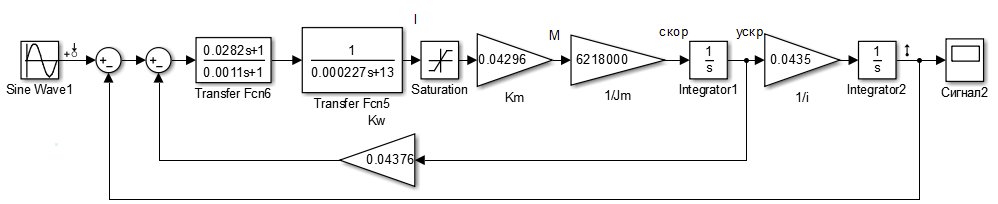 I
M
скор
ускр
+
−
+
−
0.0282s+1
0.0011s+1
1
0.000227s+13
0.04296
6218000
1
s
0.0435
1
s
Sine Wave1
Transfer Fcn6
Transfer Fcn5
Saturation
Km
1/Jm
Integrator1
1/i
Integrator2
Сигнал2
Kw
0.04376